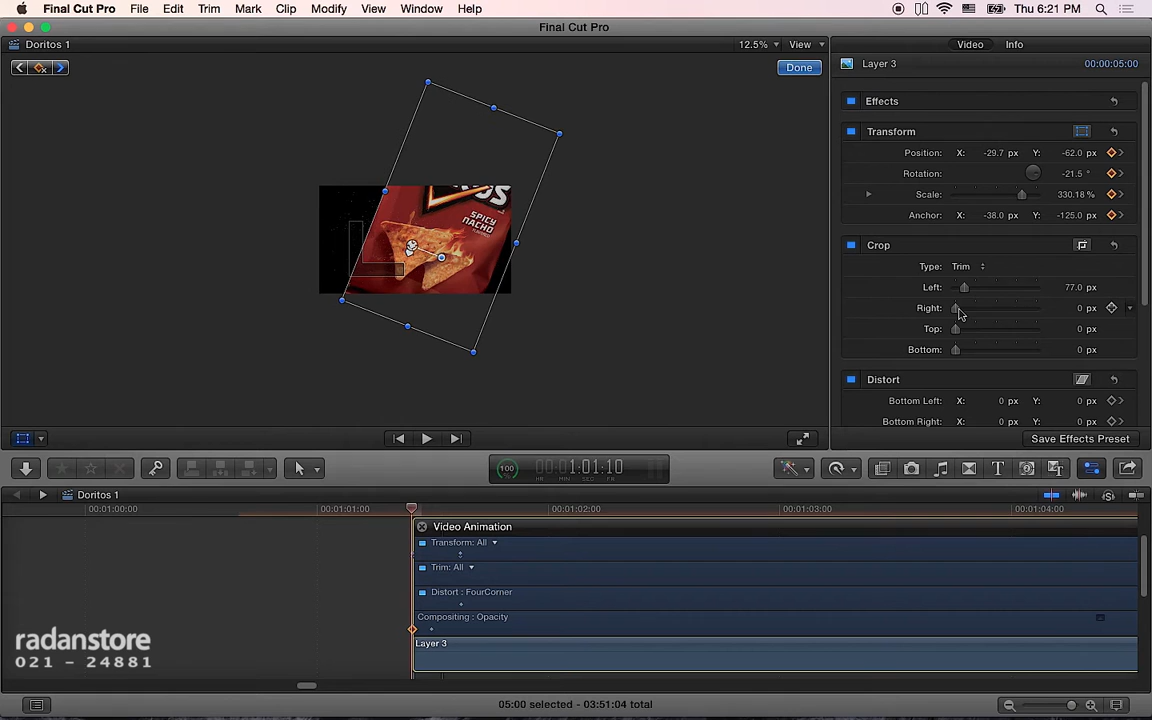 Final Cut Pro File Edit Trim Mark Clip Modify View Window Help Thu 6:21 PM
Final Cut Pro
Doritos 1 12.5% View Video Info
Done
Layer 3 00:00:05:00
Effects
Transform
Position: X: -29.7 px Y: -62.0 px
Rotation: -21.5 °
Scale: 330.18 %
Anchor: X: -38.0 px Y: -125.0 px
SPICY
NACHO
Crop
Type: Trim
Left: 77.0 px
Right: 0 px
Top: 0 px
Bottom: 0 px
Distort
Bottom Left: X: 0 px Y: 0 px
Bottom Right: X: 0 px Y: 0 px
Save Effects Preset
100 1:01:10
HR MIN SEC FR
Doritos 1
00:01:00:00 00:01:01:00 00:01:02:00 00:01:03:00 00:01:04:00
Video Animation
Transform: All
Trim: All
Distort : FourCorner
Compositing : Opacity
Layer 3
radanstore
021 - 24881
05:00 selected - 03:51:04 total